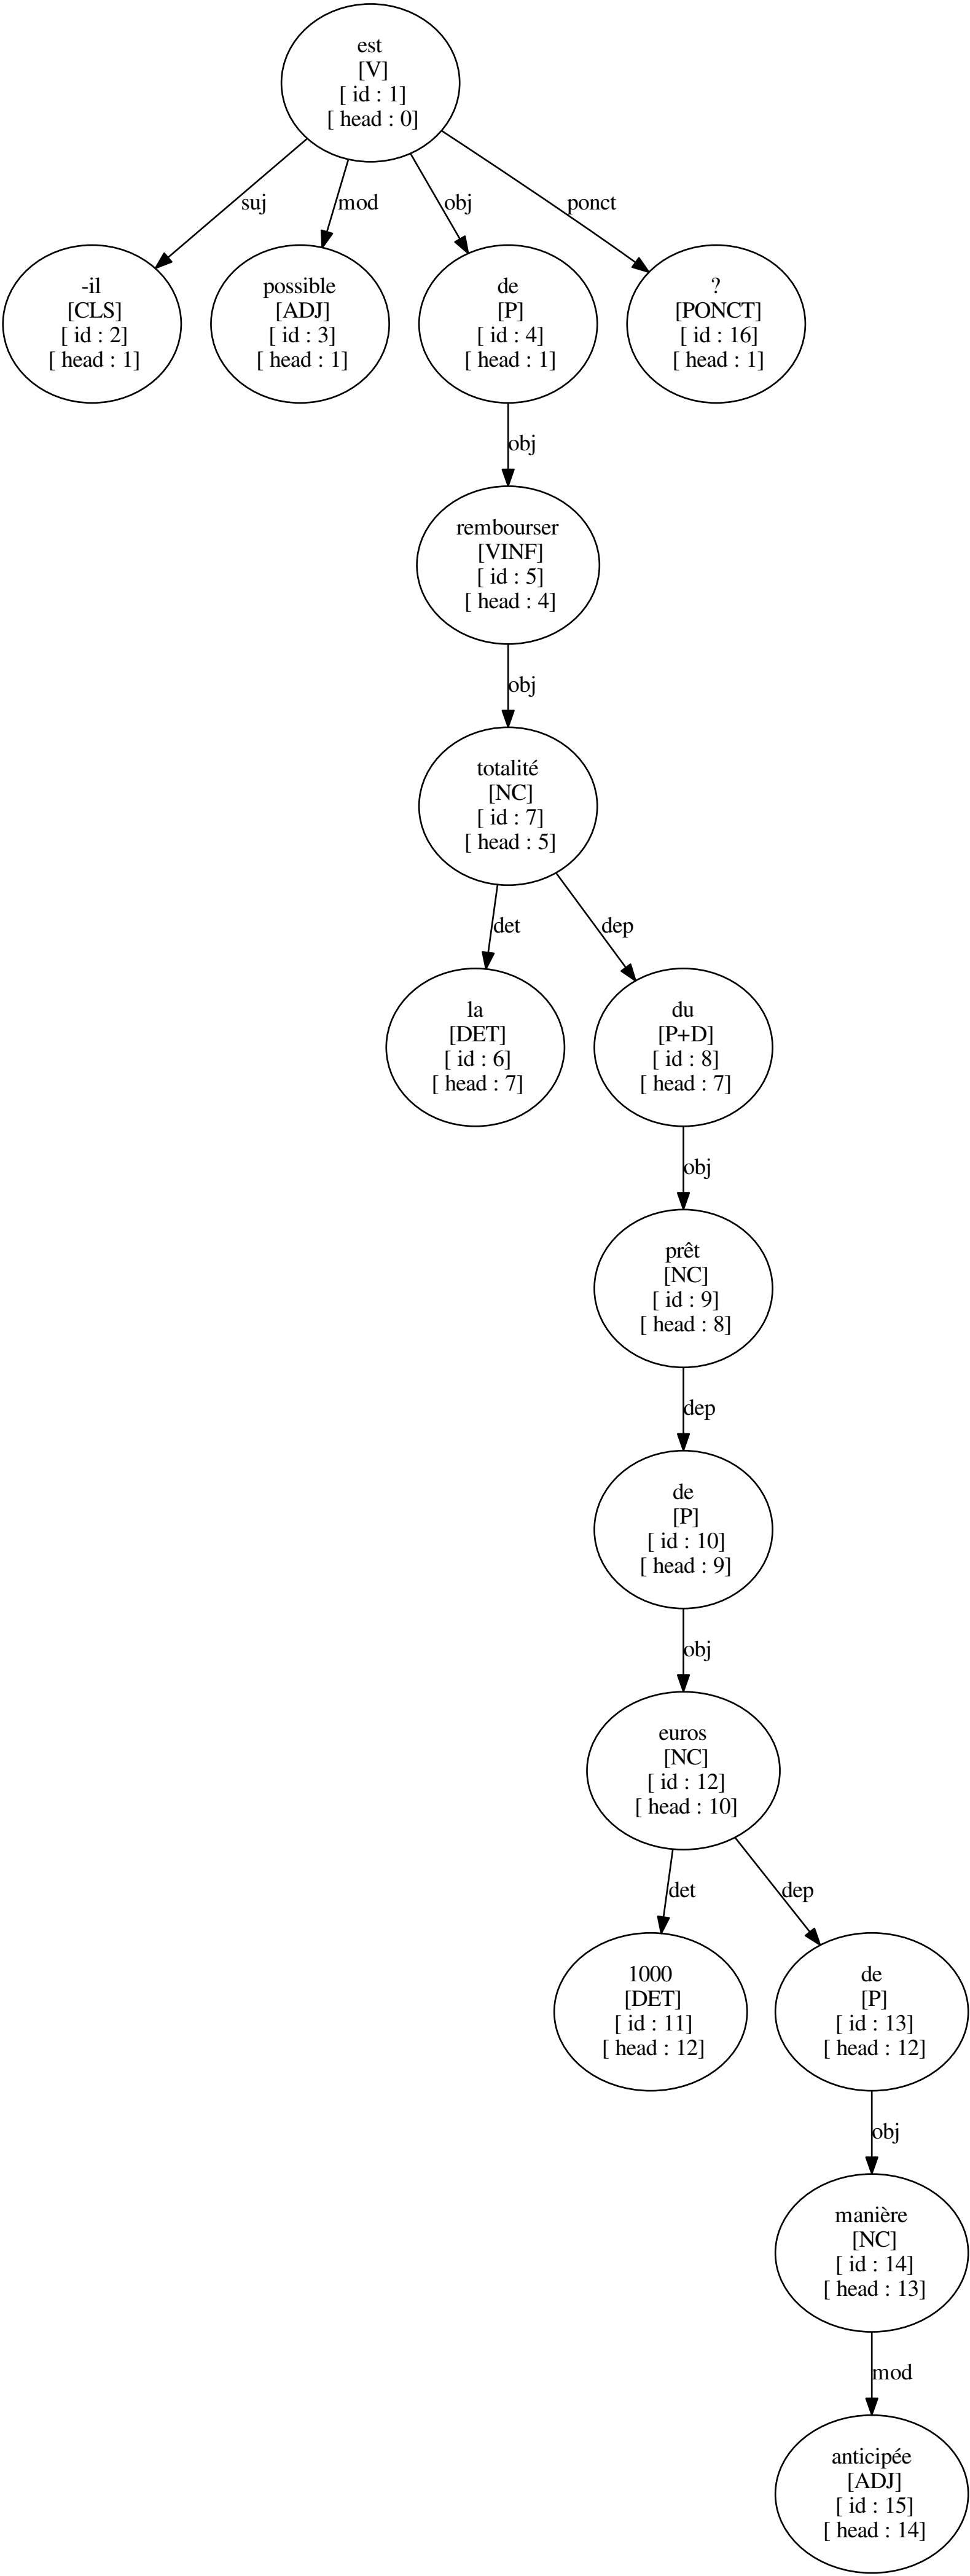 est
[V]
[ id : 1]
[ head : 0]
suj
mod
obj
ponct
-il
[CLS]
[ id : 2]
[ head : 1]
possible
[ADJ]
[ id : 3]
[ head : 1]
de
[P]
[ id : 4]
[ head : 1]
?
[PONCT]
[ id : 16]
[ head : 1]
obj
rembourser
[VINF]
[ id : 5]
[ head : 4]
obj
totalité
[NC]
[ id : 7]
[ head : 5]
det
dep
la
[DET]
[ id : 6]
[ head : 7]
du
[P+D]
[ id : 8]
[ head : 7]
obj
prêt
[NC]
[ id : 9]
[ head : 8]
dep
de
[P]
[ id : 10]
[ head : 9]
obj
euros
[NC]
[ id : 12]
[ head : 10]
det
dep
1000
[DET]
[ id : 11]
[ head : 12]
de
[P]
[ id : 13]
[ head : 12]
obj
manière
[NC]
[ id : 14]
[ head : 13]
mod
anticipée
[ADJ]
[ id : 15]
[ head : 14]